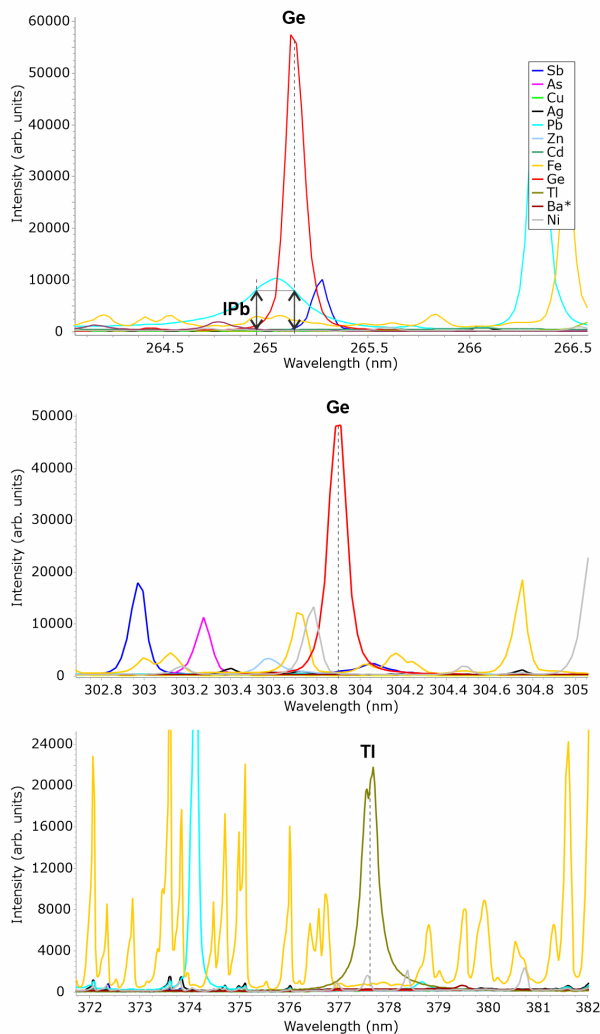 Ge
60000
50000
40000
30000
20000
10000
0
Intensity (arb. units)
Sb
As
Cu
Ag
Pb
Zn
Cd
Fe
Ge
Tl
Ba*
Ni
IPb
264.5 265 265.5 266 266.5
Wavelength (nm)
Ge
50000
40000
30000
20000
10000
0
Intensity (arb. units)
302.8 303 303.2 303.4 303.6 303.8 304 304.2 304.4 304.6 304.8 305
Wavelength (nm)
Tl
24000
20000
16000
12000
8000
4000
0
Intensity (arb. units)
372 373 374 375 376 377 378 379 380 381 382
Wavelength (nm)